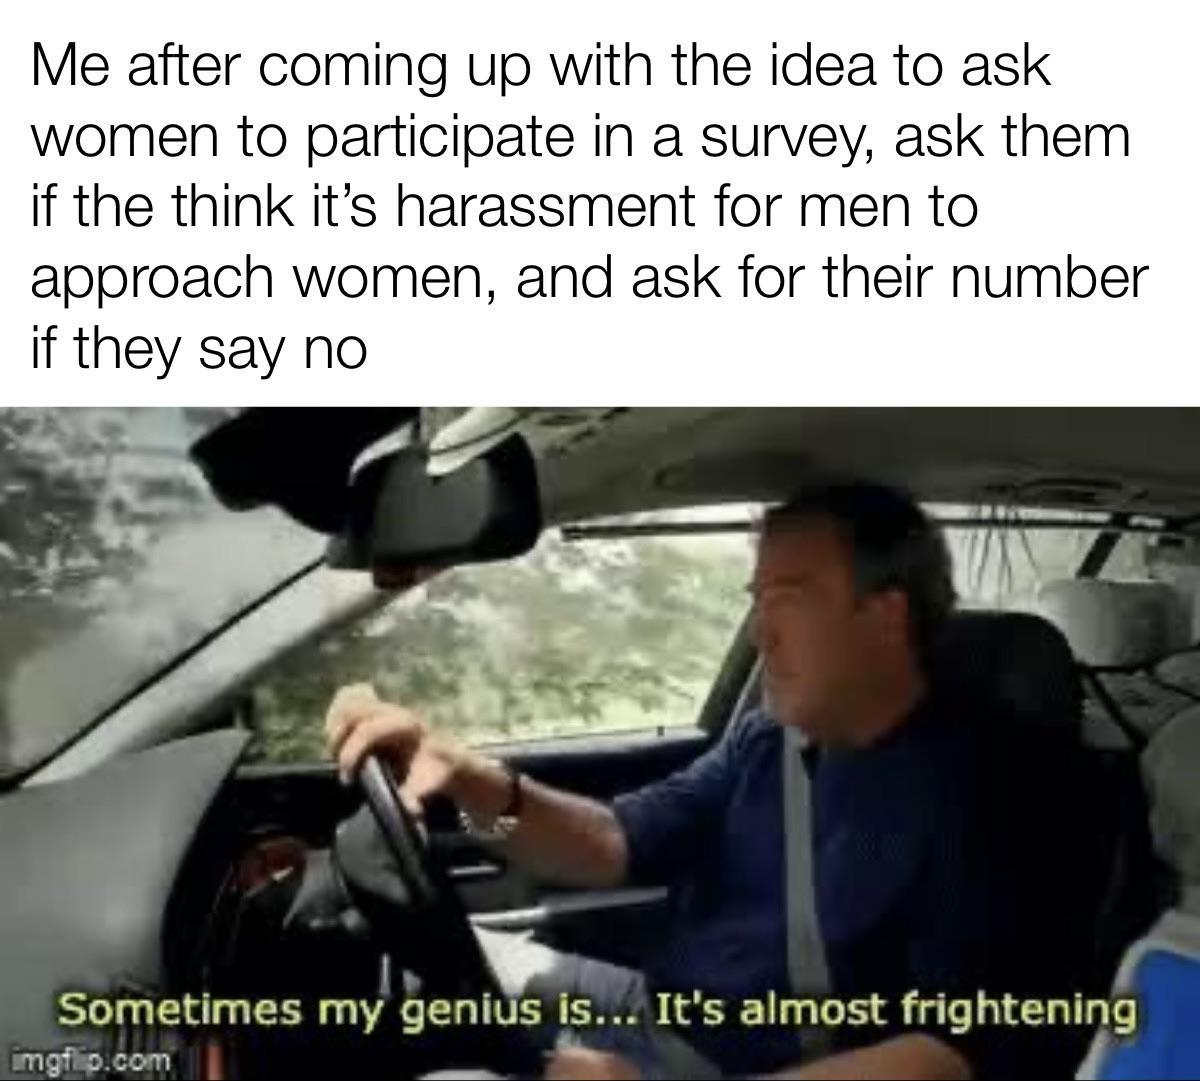 Me after coming up with the idea to ask
women to participate in a survey, ask them
if the think it’s harassment for men to
approach women, and ask for their number
if they say no
Sometimes my genius is... It's almost frightening
imgflip.com